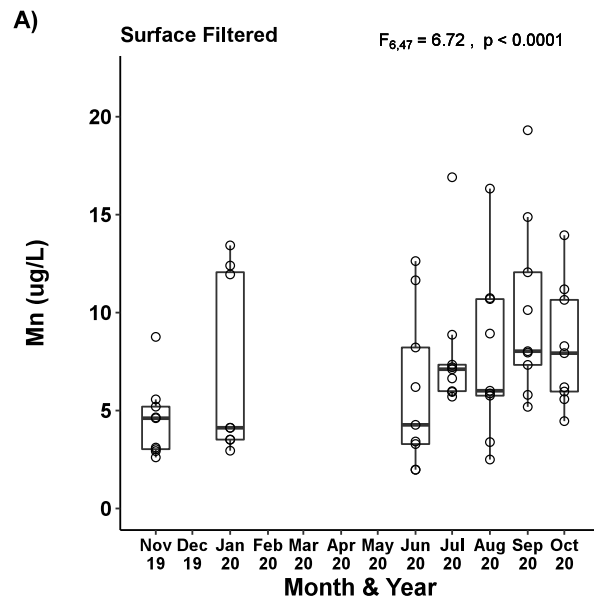 A)
Surface Filtered
F6,47 = 6.72 , p < 0.0001
Mn (ug/L)
20
15
10
5
0
Nov Dec Jan Feb Mar Apr May Jun Jul Aug Sep Oct
19 19 20 20 20 20 20 20 20 20 20 20
Month & Year